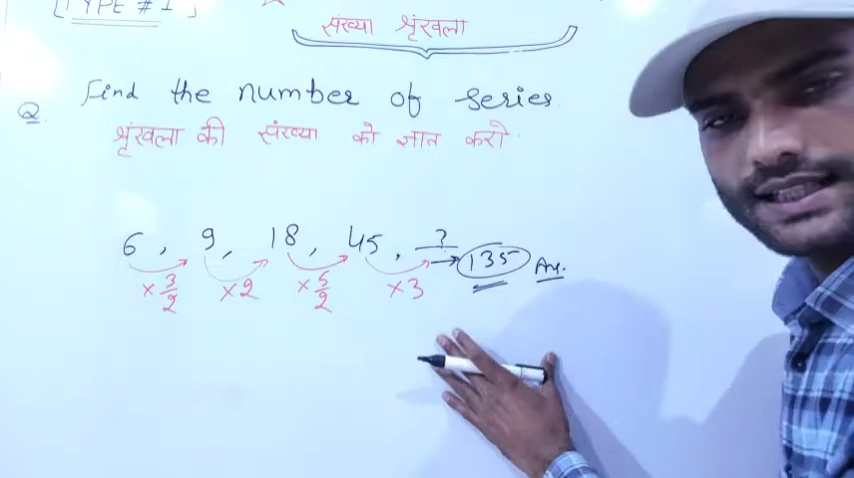 [TYPE # 1]
संख्या श्रृंखला
Q. Find the number of series.
श्रृंखला की संख्या को ज्ञात करो.
6, 9, 18, 45, ? → 135 Ans.
×3/2 ×2 ×5/2 ×3